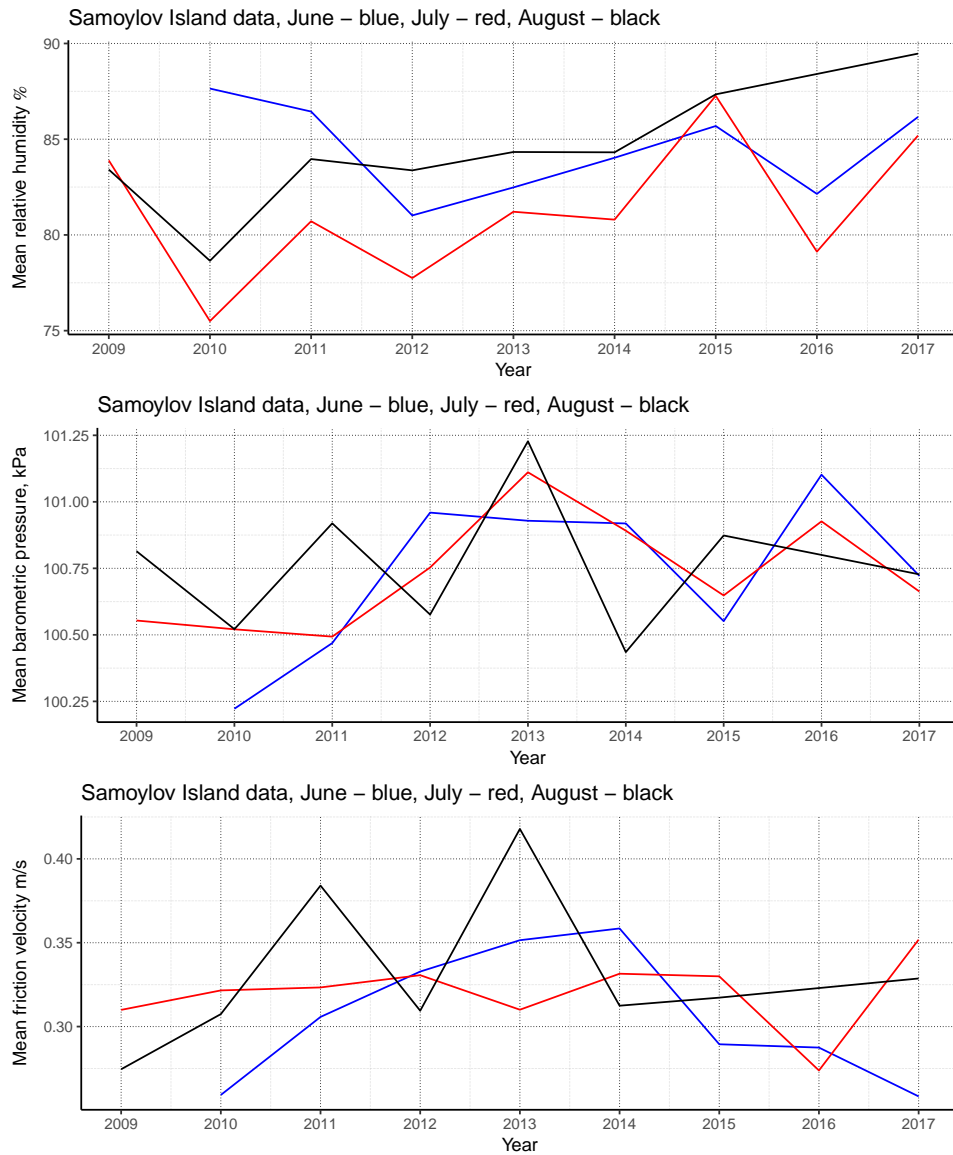 Samoylov Island data, June − blue, July − red, August − black
Mean relative humidity %
90
85
80
75
2009 2010 2011 2012 2013 2014 2015 2016 2017
Year
Samoylov Island data, June − blue, July − red, August − black
Mean barometric pressure, kPa
101.25
101.00
100.75
100.50
100.25
2009 2010 2011 2012 2013 2014 2015 2016 2017
Year
Samoylov Island data, June − blue, July − red, August − black
Mean friction velocity m/s
0.40
0.35
0.30
2009 2010 2011 2012 2013 2014 2015 2016 2017
Year